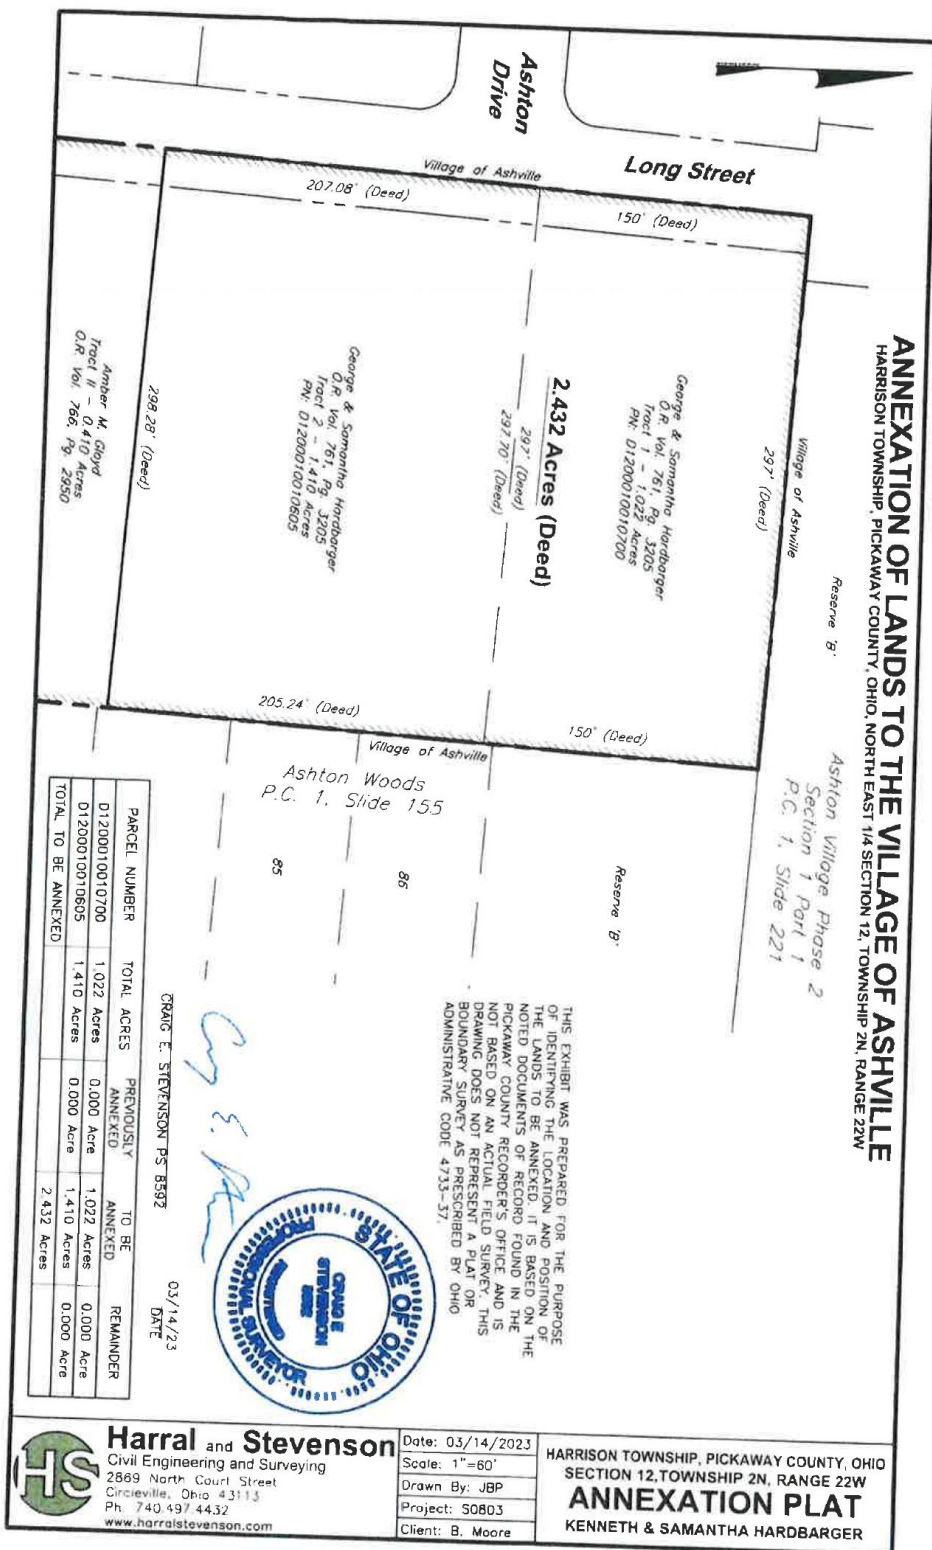 ANNEXATION OF LANDS TO THE VILLAGE OF ASHVILLE
HARRISON TOWNSHIP, PICKAWAY COUNTY, OHIO, NORTH EAST 1/4 SECTION 12, TOWNSHIP 2N, RANGE 22W
Ashton
Drive
Long Street
Village of Ashville
207.08' (Deed)
150' (Deed)
297' (Deed)
Village of Ashville
Reserve 'B'
Ashton Village Phase 2
Section 1 Part 1
P.C. 1, Slide 221
George & Samantha Hardbarger
O.R. Vol. 761, Pg. 3205
Tract 1 - 1.022 Acres
PN: D1200010010700
2.432 Acres (Deed)
297' (Deed)
297.70' (Deed)
George & Samantha Hardbarger
O.R. Vol. 761, Pg. 3205
Tract 2 - 1.410 Acres
PN: D1200010010605
298.28' (Deed)
Amber M. Gloyd
Tract II - 0.410 Acres
O.R. Vol. 766, Pg. 2950
205.24' (Deed)
150' (Deed)
Village of Ashville
Ashton Woods
P.C. 1, Slide 155
85
86
Reserve 'B'
THIS EXHIBIT WAS PREPARED FOR THE PURPOSE
OF IDENTIFYING THE LOCATION AND POSITION OF
THE LANDS TO BE ANNEXED. IT IS BASED ON THE
NOTED DOCUMENTS OF RECORD FOUND IN THE
PICKAWAY COUNTY RECORDER'S OFFICE AND IS
NOT BASED ON AN ACTUAL FIELD SURVEY. THIS
DRAWING DOES NOT REPRESENT A PLAT OR
BOUNDARY SURVEY AS PRESCRIBED BY OHIO
ADMINISTRATIVE CODE 4733-37.
STATE OF OHIO
CRAIG E
STEVENSON
8592
REGISTERED
PROFESSIONAL SURVEYOR
CRAIG E. STEVENSON PS 8592
03/14/23
DATE
PARCEL NUMBER TOTAL ACRES PREVIOUSLY ANNEXED TO BE ANNEXED REMAINDER
D1200010010700 1.022 Acres 0.000 Acre 1.022 Acres 0.000 Acre
D1200010010605 1.410 Acres 0.000 Acre 1.410 Acres 0.000 Acre
TOTAL TO BE ANNEXED 2.432 Acres
HS
Harral and Stevenson
Civil Engineering and Surveying
2869 North Court Street
Circleville, Ohio 43113
Ph. 740.497.4432
www.harralstevenson.com
Date: 03/14/2023
Scale: 1"=60'
Drawn By: JBP
Project: S0803
Client: B. Moore
HARRISON TOWNSHIP, PICKAWAY COUNTY, OHIO
SECTION 12,TOWNSHIP 2N, RANGE 22W
ANNEXATION PLAT
KENNETH & SAMANTHA HARDBARGER